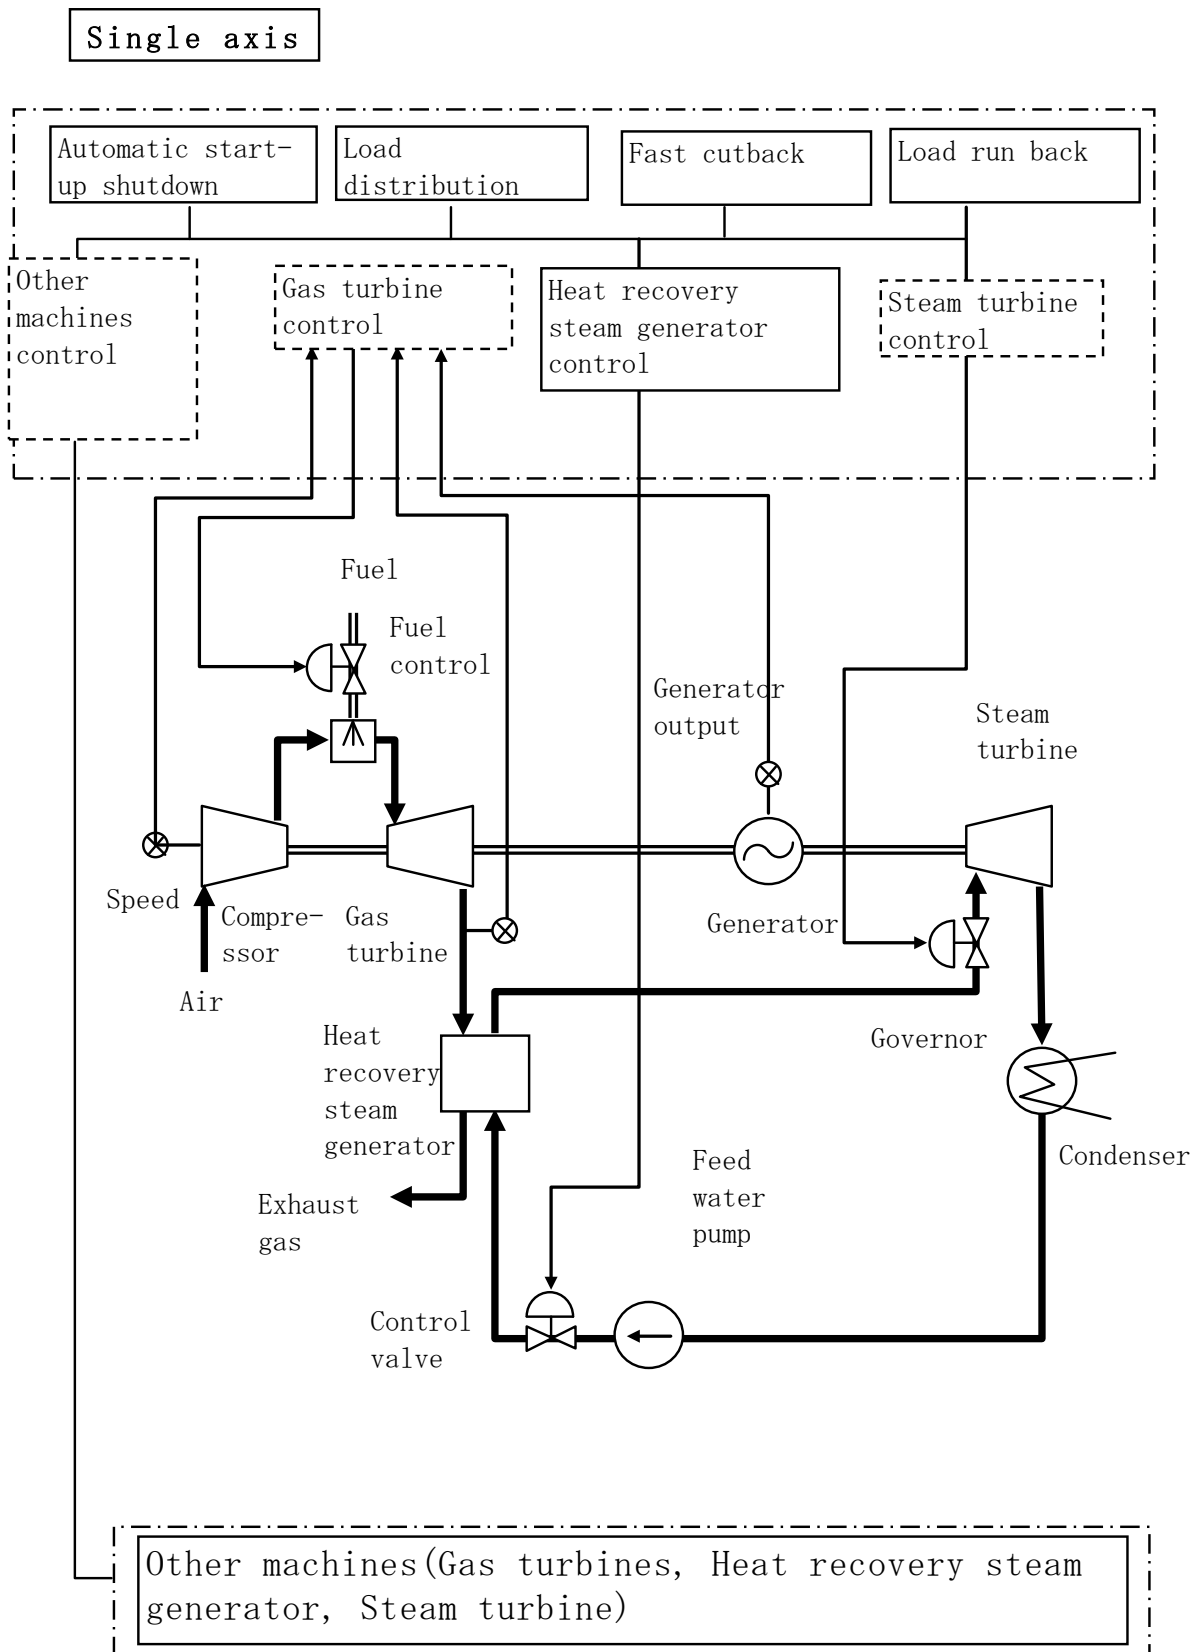 Single axis
Automatic start-
up shutdown
Load
distribution
Fast cutback
Load run back
Other
machines
control
Gas turbine
control
Heat recovery
steam generator
control
Steam turbine
control
Fuel
Fuel
control
Generator
output
Steam
turbine
Speed
Compre-
ssor
Gas
turbine
Generator
Air
Heat
recovery
steam
generator
Governor
Condenser
Exhaust
gas
Feed
water
pump
Control
valve
Other machines(Gas turbines, Heat recovery steam
generator, Steam turbine)